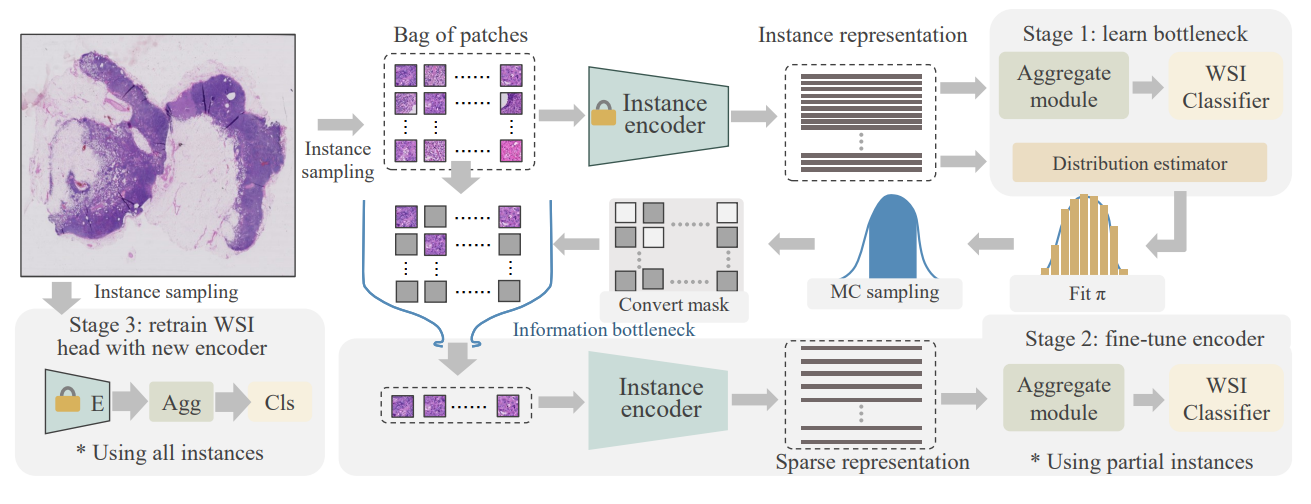 Bag of patches
Instance representation
Stage 1: learn bottleneck
Instance
sampling
Instance
encoder
Aggregate
module
WSI
Classifier
Distribution estimator
Convert mask
MC sampling
Fit π
Information bottleneck
Instance sampling
Stage 3: retrain WSI
head with new encoder
E
Agg
Cls
* Using all instances
Stage 2: fine-tune encoder
Instance
encoder
Aggregate
module
WSI
Classifier
Sparse representation
* Using partial instances